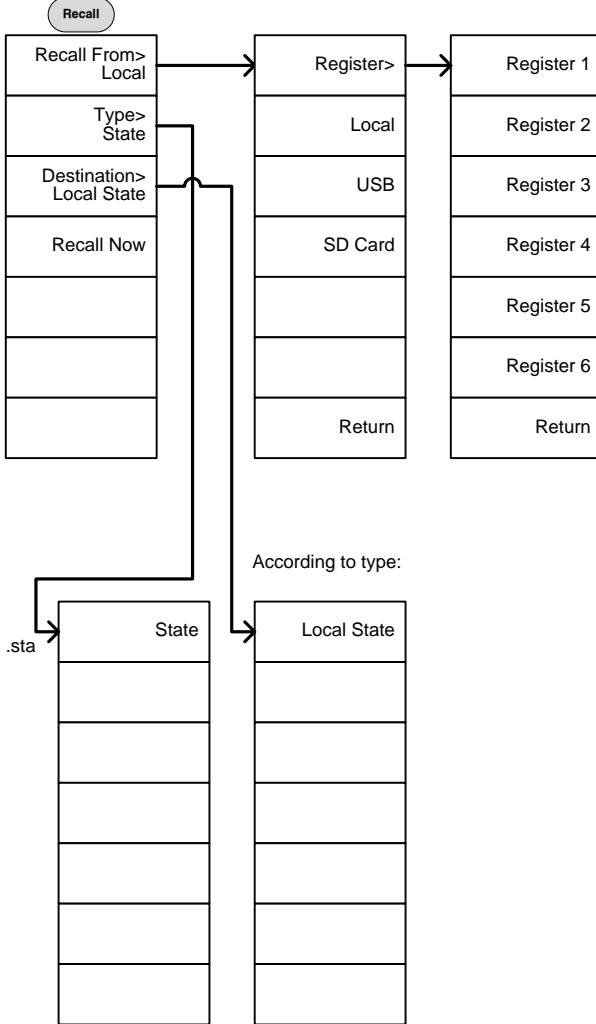 Recall
Recall From>
Local
Type>
State
Destination>
Local State
Recall Now
Register>
Local
USB
SD Card
Return
Register 1
Register 2
Register 3
Register 4
Register 5
Register 6
Return
According to type:
.sta
State
Local State